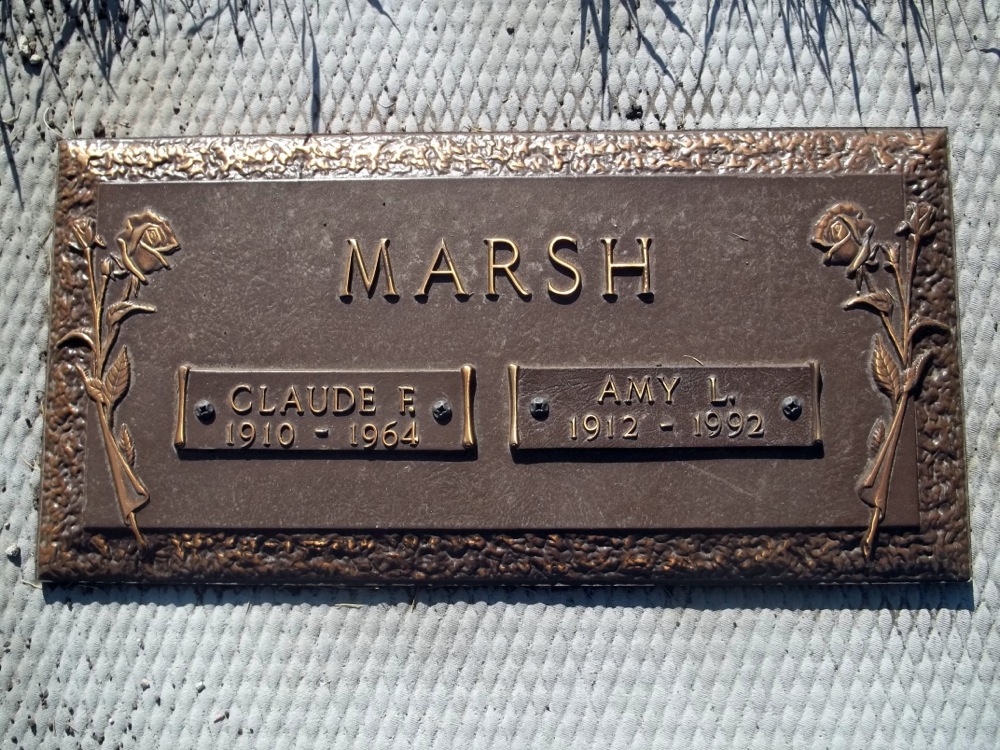 MARSH
CLAUDE F.
1910 - 1964
AMY L.
1912 - 1992